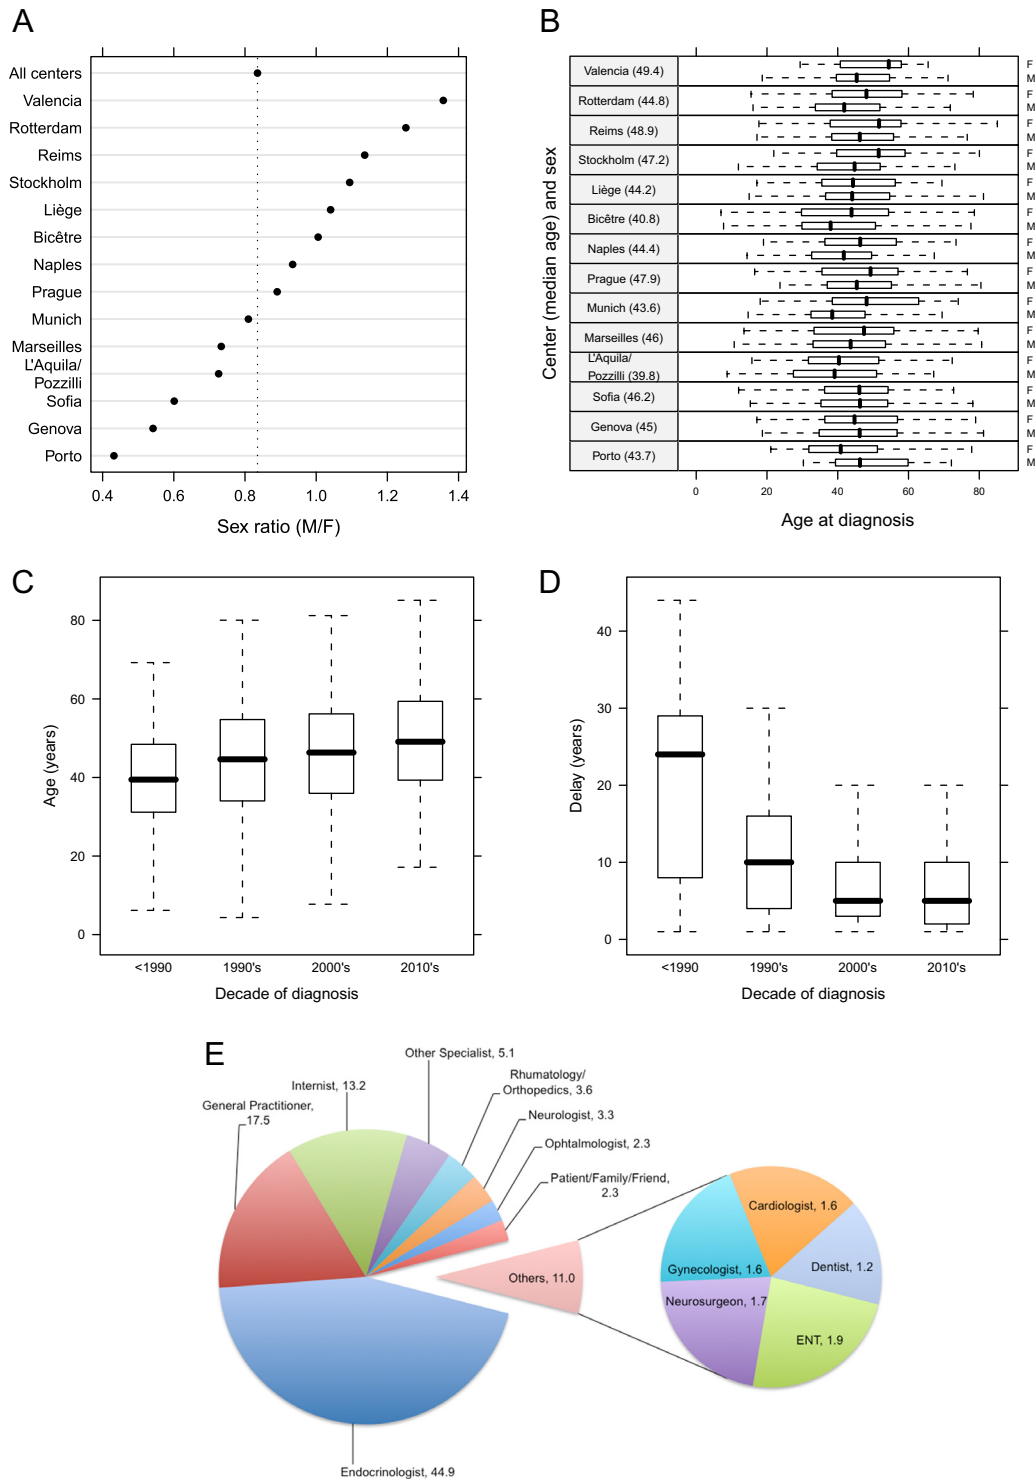 A
All centers
Valencia
Rotterdam
Reims
Stockholm
Liège
Bicêtre
Naples
Prague
Munich
Marseilles
L'Aquila/
Pozzilli
Sofia
Genova
Porto
0.4
0.6
0.8
1.0
1.2
1.4
Sex ratio (M/F)
B
Center (median age) and sex
Valencia (49.4)
F
M
Rotterdam (44.8)
F
M
Reims (48.9)
F
M
Stockholm (47.2)
F
M
Liège (44.2)
F
M
Bicêtre (40.8)
F
M
Naples (44.4)
F
M
Prague (47.9)
F
M
Munich (43.6)
F
M
Marseilles (46)
F
M
L'Aquila/
Pozzilli (39.8)
F
M
Sofia (46.2)
F
M
Genova (45)
F
M
Porto (43.7)
F
M
0
20
40
60
80
Age at diagnosis
C
Age (years)
80
60
40
20
0
<1990
1990's
2000's
2010's
Decade of diagnosis
D
Delay (years)
40
30
20
10
0
<1990
1990's
2000's
2010's
Decade of diagnosis
E
Other Specialist, 5.1
Rhumatology/
Orthopedics, 3.6
Internist, 13.2
General Practitioner,
17.5
Neurologist, 3.3
Ophtalmologist, 2.3
Patient/Family/Friend,
2.3
Others, 11.0
Endocrinologist, 44.9
Cardiologist, 1.6
Gynecologist, 1.6
Dentist, 1.2
Neurosurgeon, 1.7
ENT, 1.9